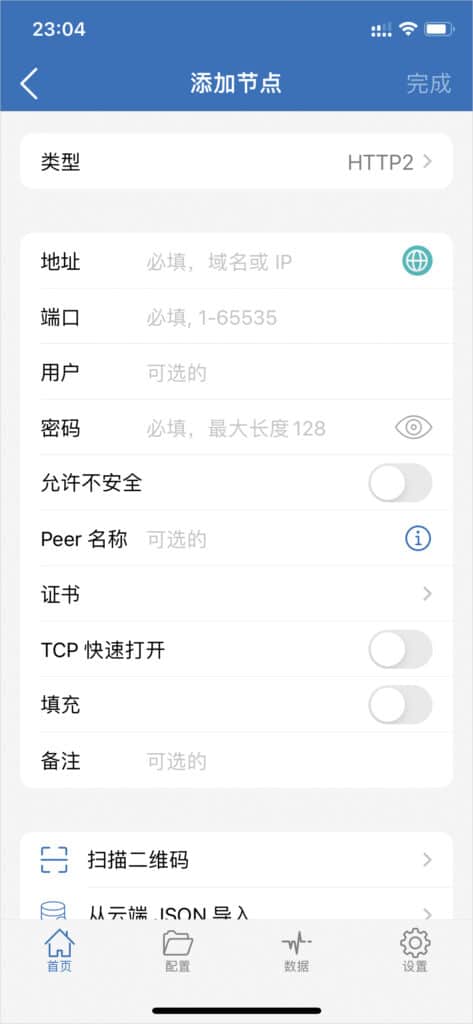 23:04
添加节点 完成
类型 HTTP2
地址 必填，域名或 IP
端口 必填, 1-65535
用户 可选的
密码 必填，最大长度128
允许不安全
Peer 名称 可选的
证书
TCP 快速打开
填充
备注 可选的
扫描二维码
从云端 JSON 导入
首页 配置 数据 设置